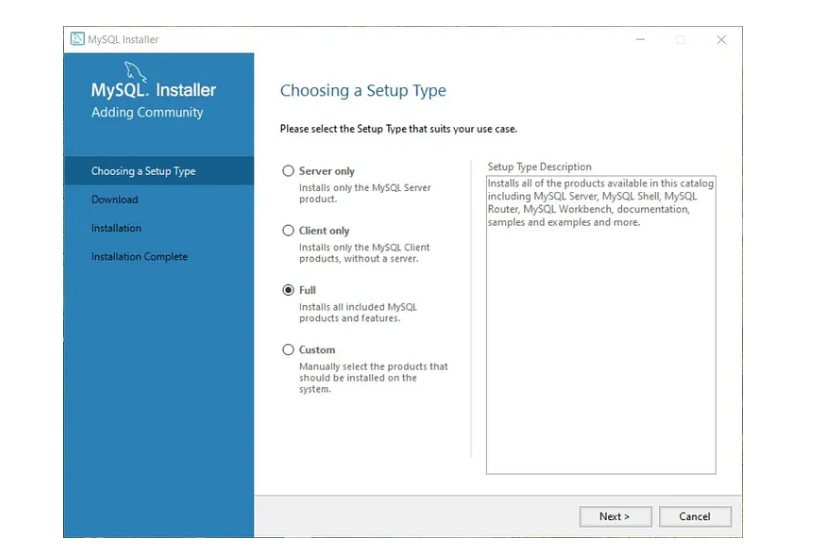 MySQL Installer
MySQL. Installer
Adding Community
Choosing a Setup Type
Download
Installation
Installation Complete
Choosing a Setup Type
Please select the Setup Type that suits your use case.
Server only
Installs only the MySQL Server
product.
Client only
Installs only the MySQL Client
products, without a server.
Full
Installs all included MySQL
products and features.
Custom
Manually select the products that
should be installed on the
system.
Setup Type Description
Installs all of the products available in this catalog
including MySQL Server, MySQL Shell, MySQL
Router, MySQL Workbench, documentation,
samples and examples and more.
Next >
Cancel